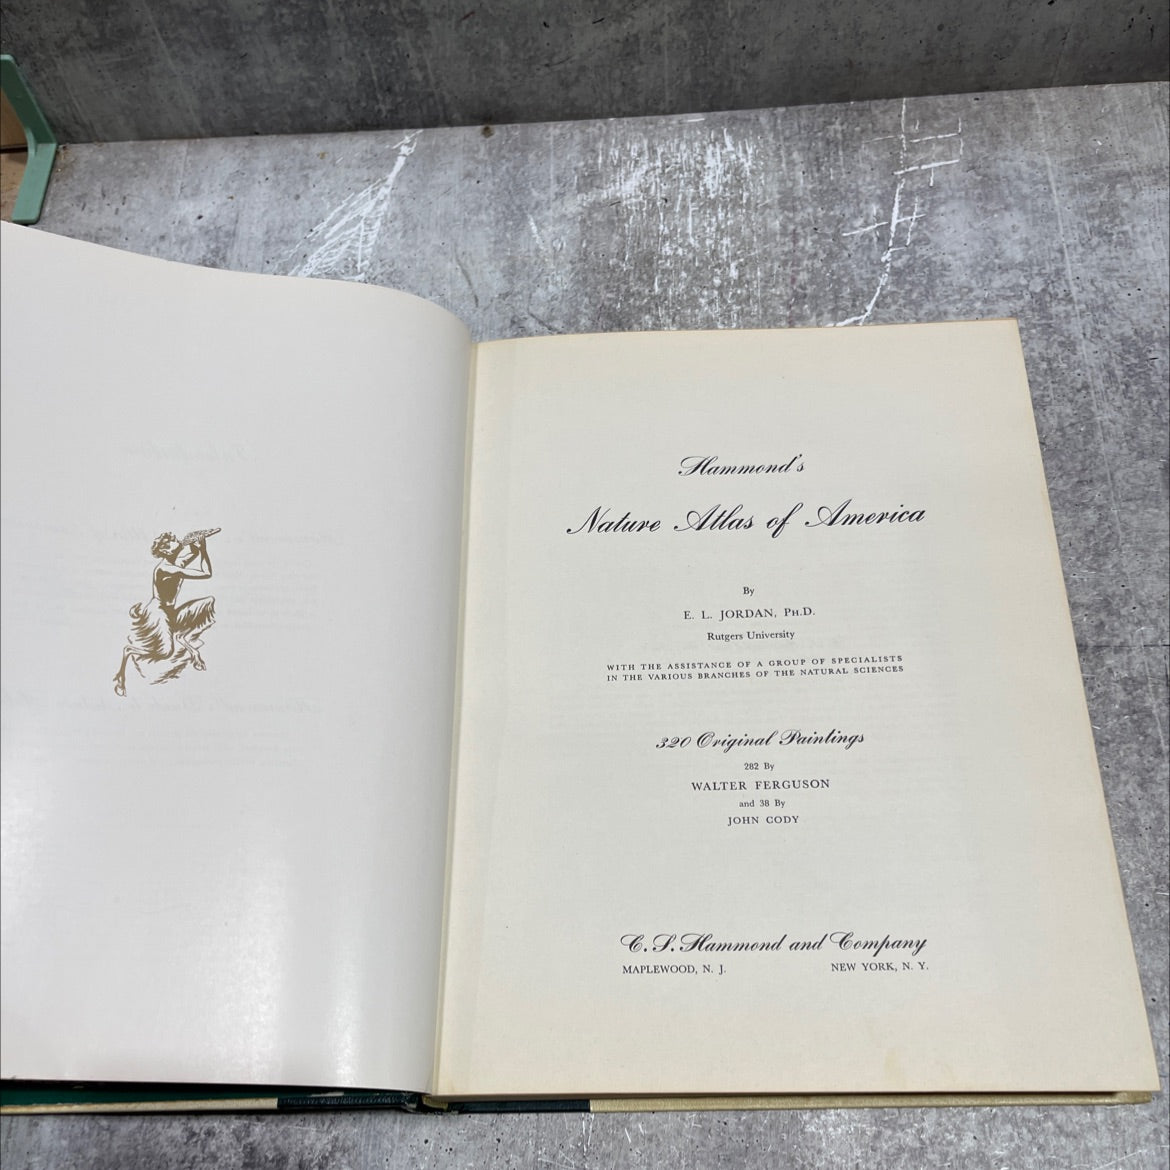 Hammond's
Nature Atlas of America
By
E. L. JORDAN, PH.D.
Rutgers University
WITH THE ASSISTANCE OF A GROUP OF SPECIALISTS
IN THE VARIOUS BRANCHES OF THE NATURAL SCIENCES
320 Original Paintings
282 By
WALTER FERGUSON
and 38 By
JOHN CODY
C. S. Hammond and Company
MAPLEWOOD, N. J. NEW YORK, N. Y.